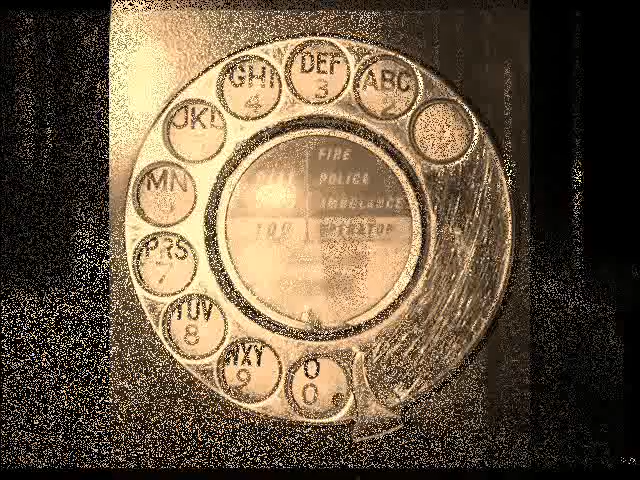 GHI
4
DEF
3
ABC
2
JKL
MN
PRS
7
TUV
8
WXY
9
O
0
FIRE
POLICE
AMBULANCE
OPERATOR